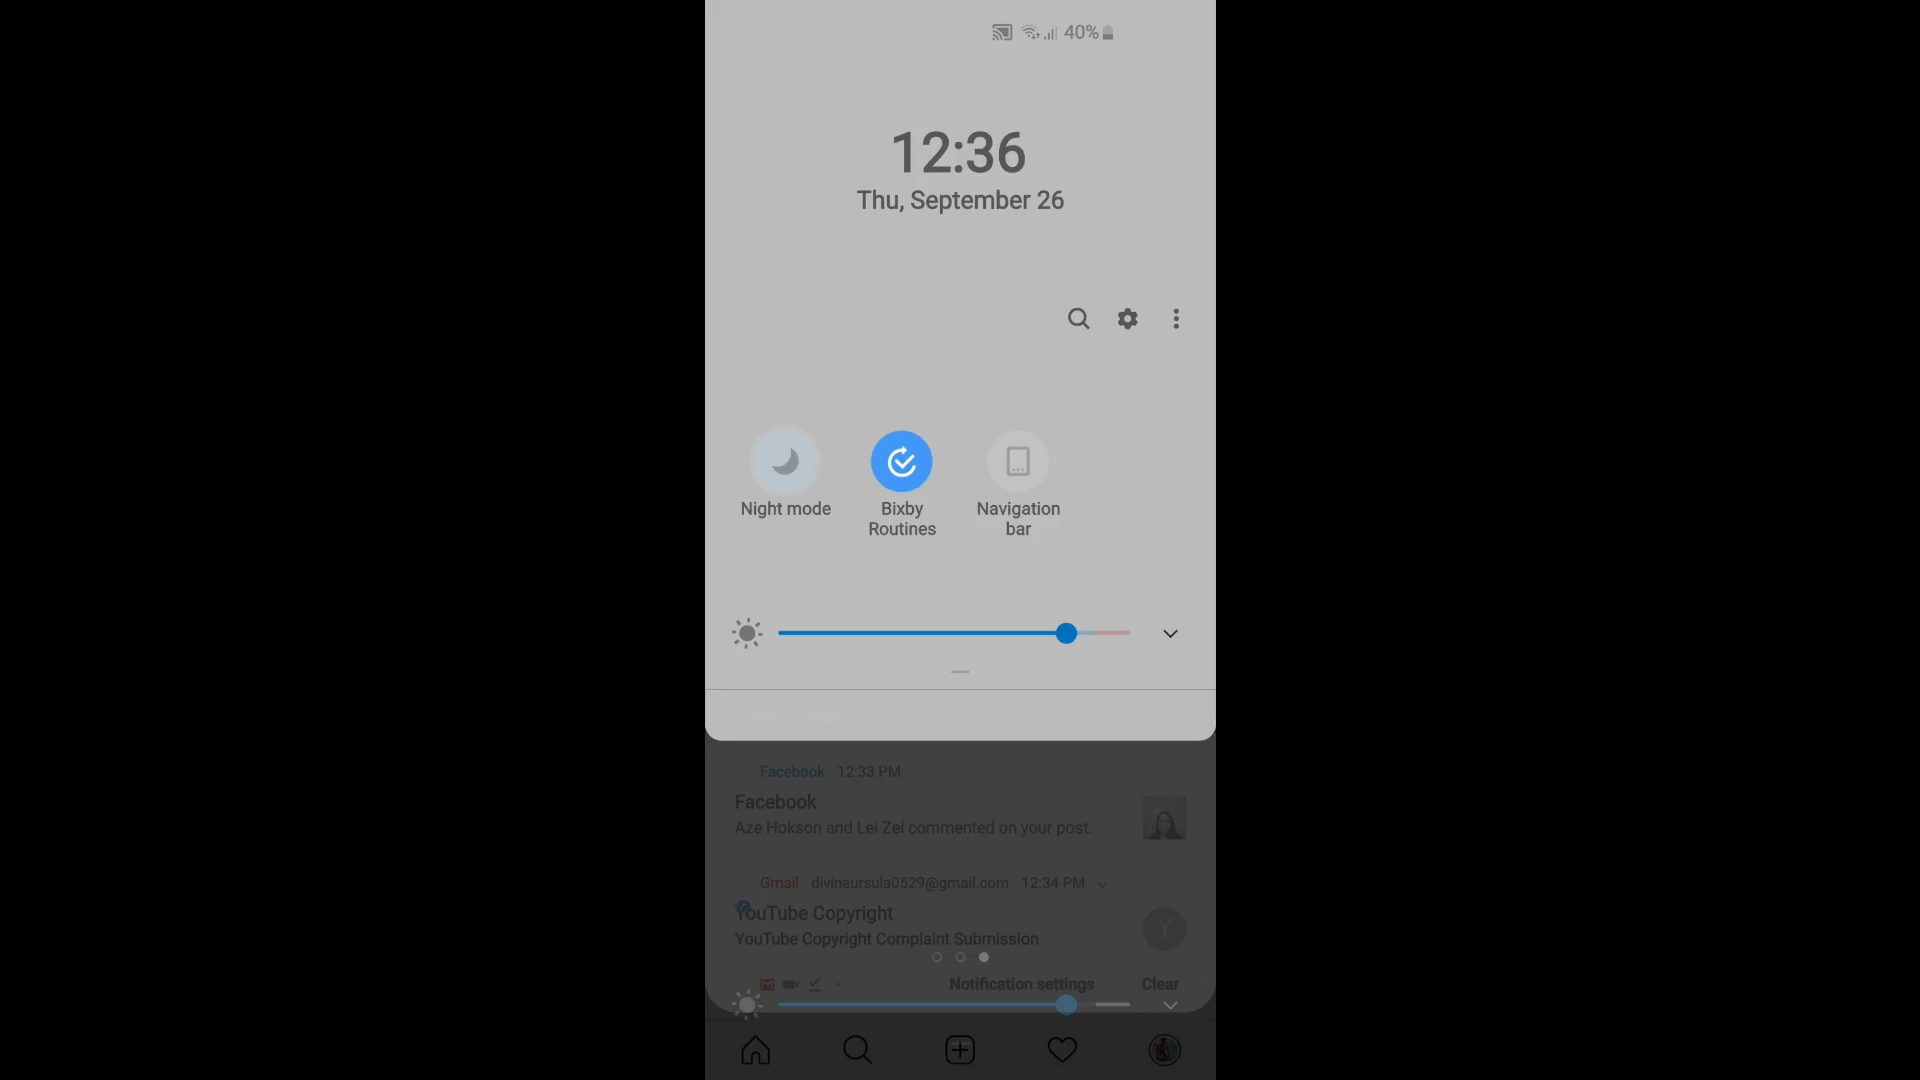 40%
12:36
Thu, September 26
Night mode
Bixby
Routines
Navigation
bar
Facebook 12:33 PM
Facebook
Aze Hokson and Lei Zel commented on your post.
Gmail divinaursula0529@gmail.com 12:34 PM
YouTube Copyright
Y
YouTube Copyright Complaint Submission
Notification settings Clear